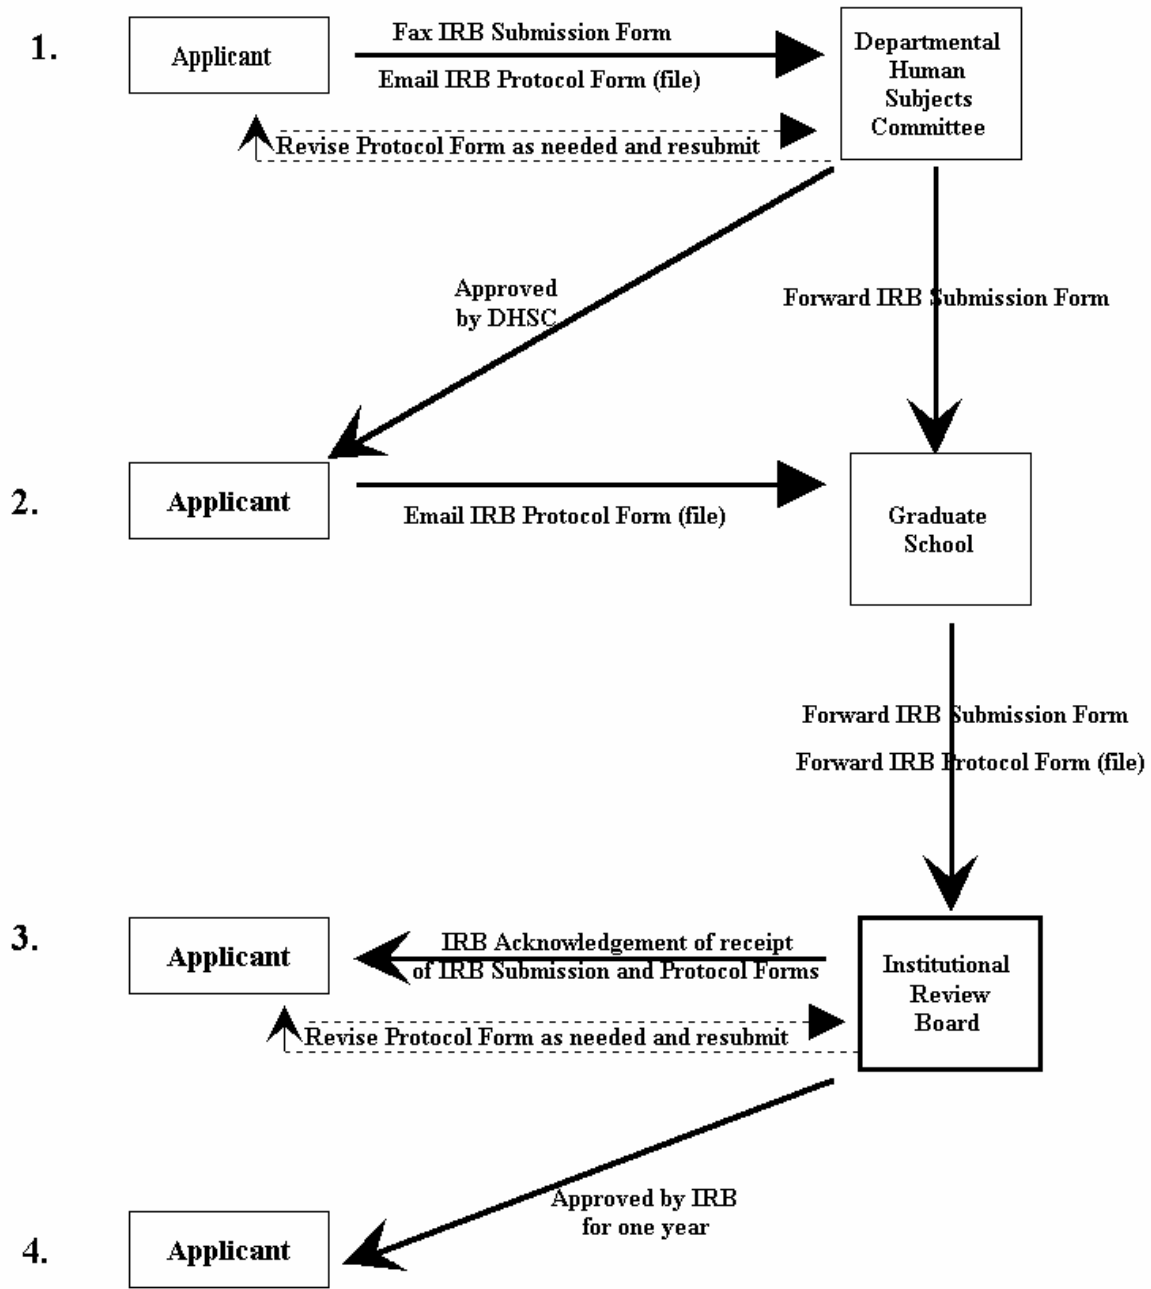 1.
Applicant
Fax IRB Submission Form
Email IRB Protocol Form (file)
Departmental
Human
Subjects
Committee
Revise Protocol Form as needed and resubmit
Approved
by DHSC
Forward IRB Submission Form
2.
Applicant
Email IRB Protocol Form (file)
Graduate
School
Forward IRB Submission Form
Forward IRB Protocol Form (file)
3.
Applicant
IRB Acknowledgement of receipt
of IRB Submission and Protocol Forms
Institutional
Review
Board
Revise Protocol Form as needed and resubmit
Approved by IRB
for one year
4.
Applicant